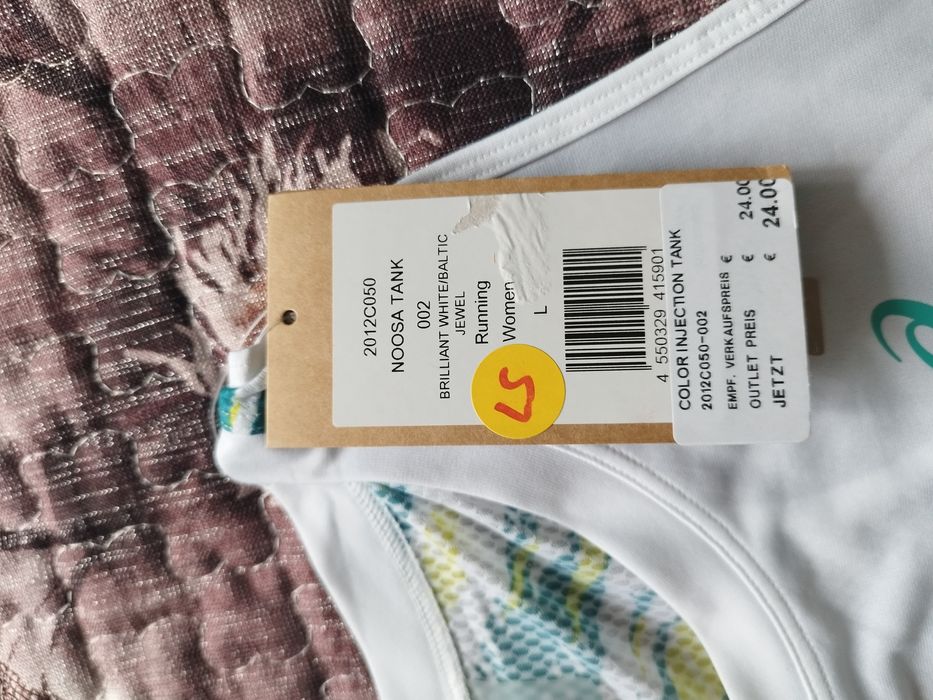 2012C050
NOOSA TANK
002
BRILLIANT WHITE/BALTIC
JEWEL
Running
Women
L
4 550329 415901
COLOR INJECTION TANK
2012C050-002
EMPF. VERKAUFSPREIS €
OUTLET PREIS € 24.00
JETZT € 24.00